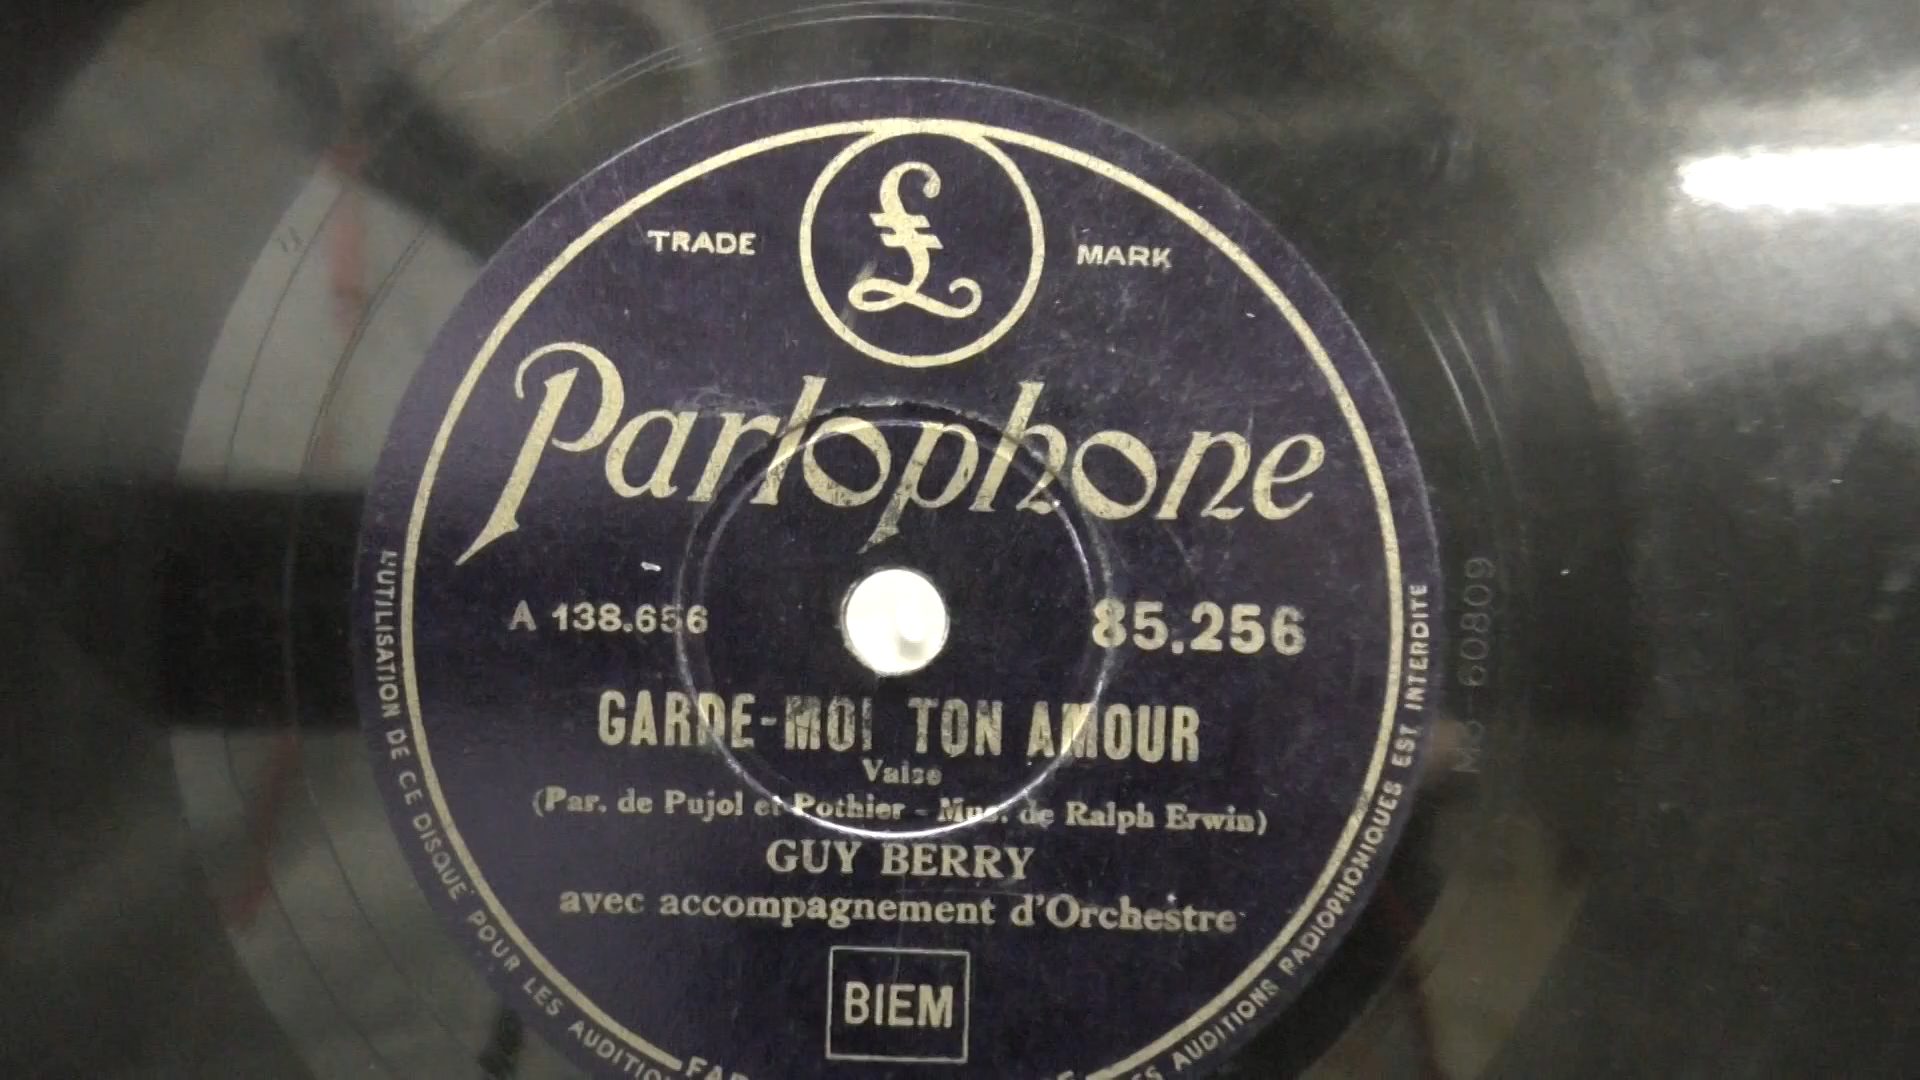 TRADE £ MARK
Parlophone
A 138.656
85.256
GARDE-MOI TON AMOUR
Valse
(Par. de Pujol et Pothier - Mus. de Ralph Erwin)
GUY BERRY
avec accompagnement d'Orchestre
BIEM
L'UTILISATION DE CE DISQUE POUR LES
AUDITIONS RADIOPHONIQUES EST INTERDITE
60809